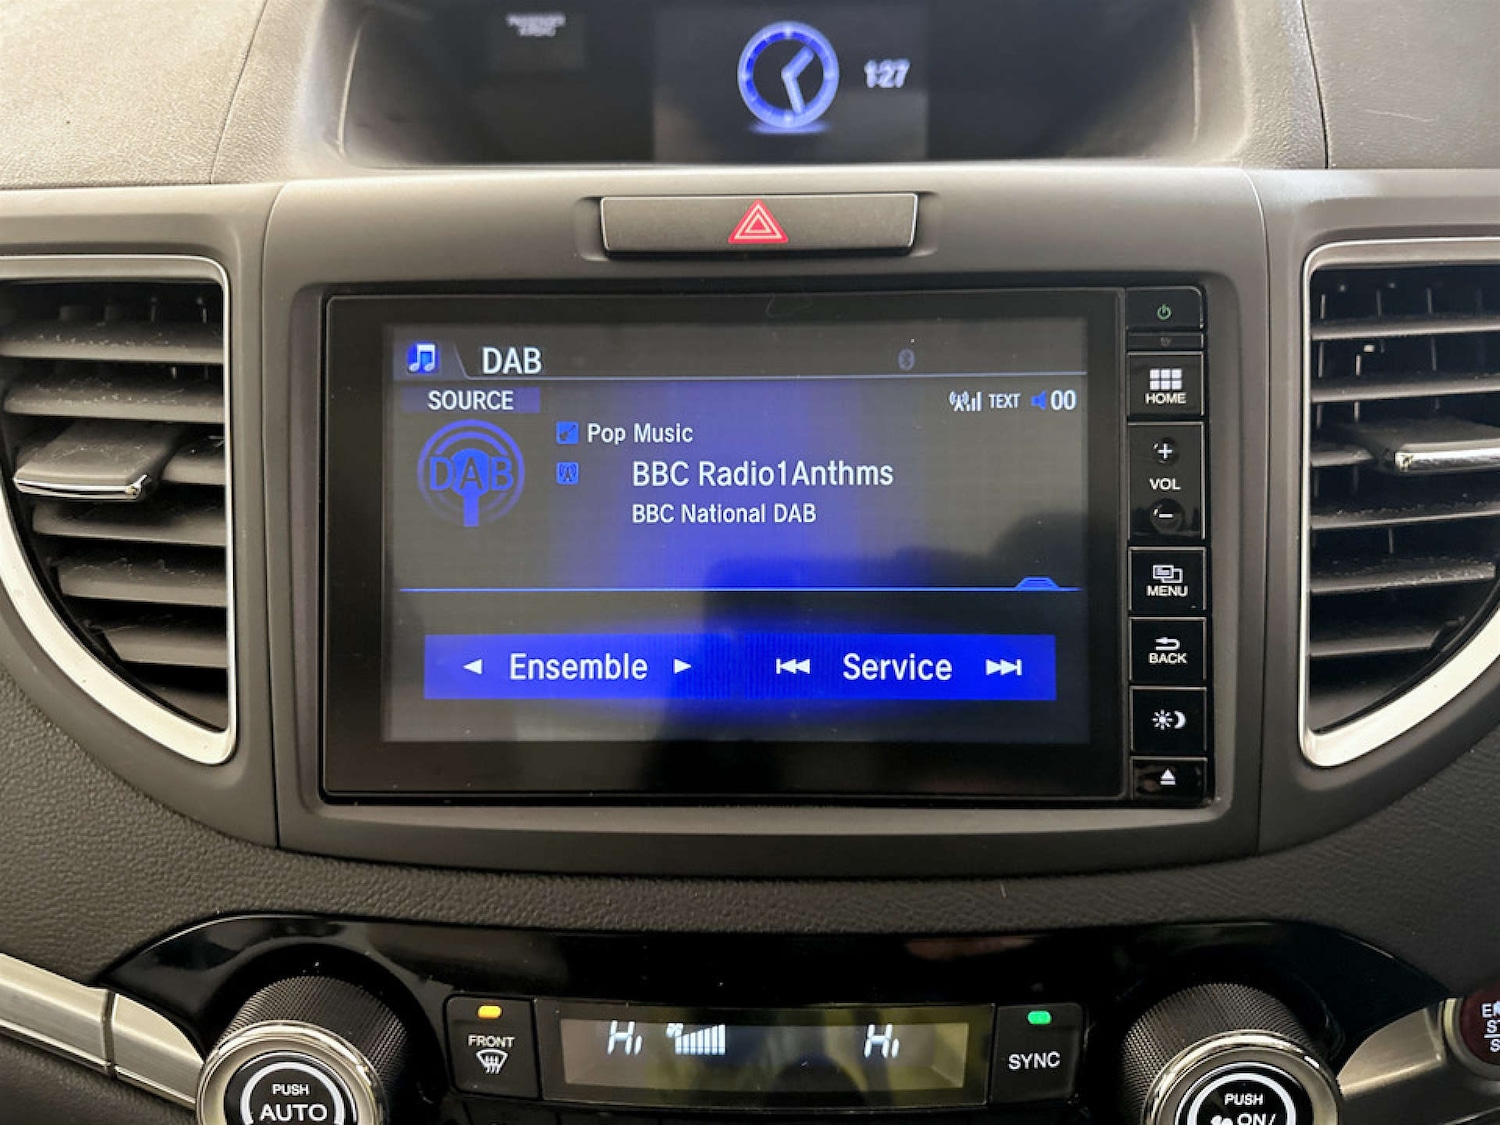 1:27
DAB
SOURCE
TEXT 00
Pop Music
DAB
BBC Radio1Anthms
BBC National DAB
Ensemble
Service
HOME
+
VOL
-
MENU
BACK
FRONT
Hi
Hi
SYNC
PUSH
AUTO
PUSH
ON/